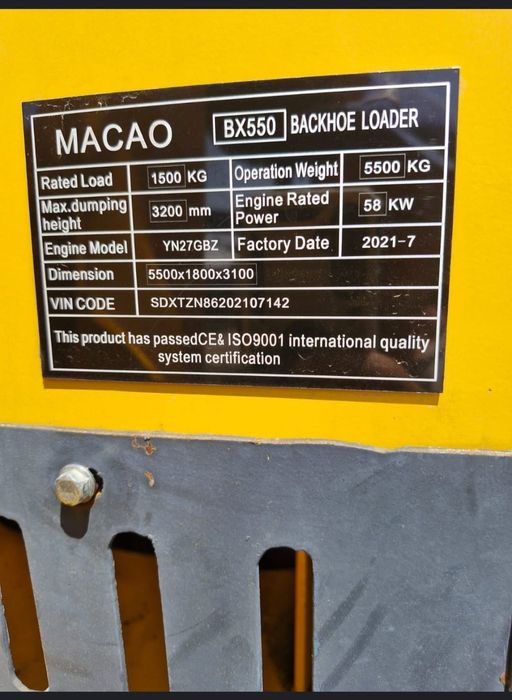 MACAO BX550 BACKHOE LOADER
Rated Load 1500 KG Operation Weight 5500 KG
Max.dumping height 3200 mm Engine Rated Power 58 KW
Engine Model YN27GBZ Factory Date 2021-7
Dimension 5500x1800x3100
VIN CODE SDXTZN86202107142
This product has passedCE& ISO9001 international quality
system certification